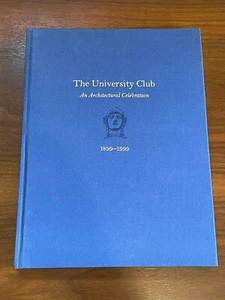 The University Club
An Architectural Celebration
1899–1999